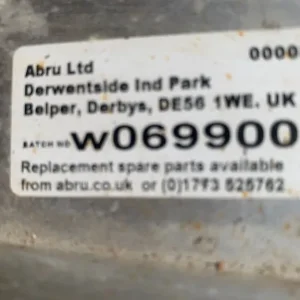 0000
Abru Ltd
Derwentside Ind Park
Belper, Derbys, DE56 1WE. UK
BATCH NO W069900
Replacement spare parts available
from abru.co.uk or (0)1773 525762